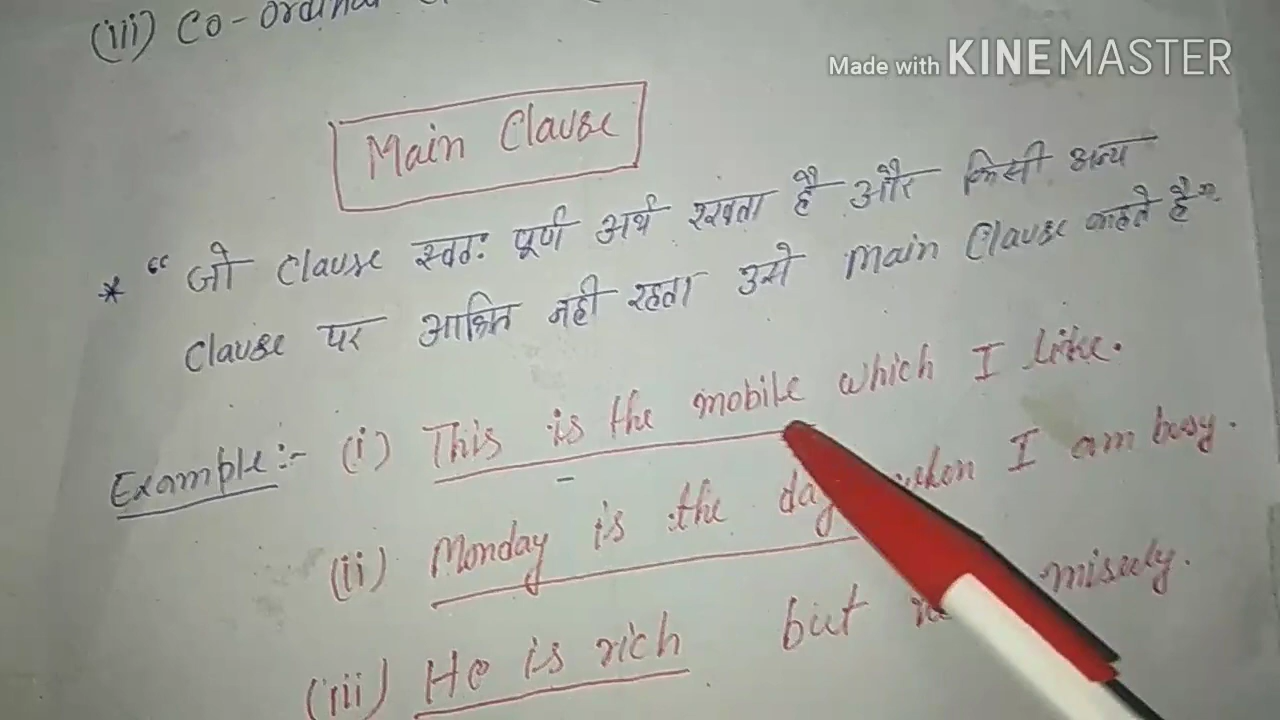 (iii) Co-ordinat
Made with KINEMASTER
Main Clause
* “ जो Clause स्वतः पूर्ण अर्थ रखता है और किसी अन्य
Clause पर आश्रित नही रहता उसे main Clause कहते है”
Example:- (i) This is the mobile which I like.
(ii) Monday is the day when I am busy.
(iii) He is rich but misuly.